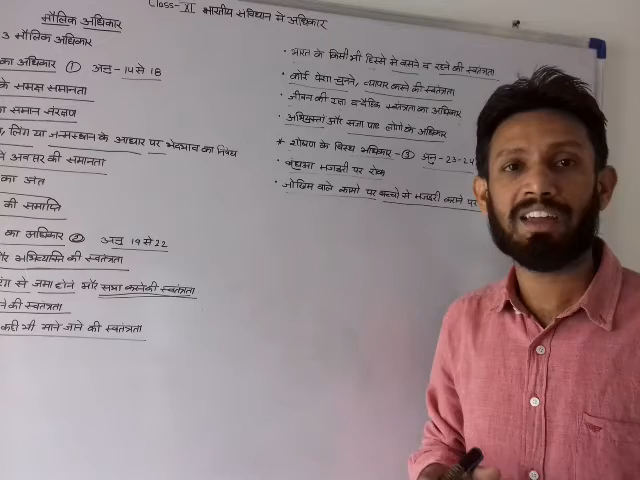 Class-XI भारतीय संविधान में अधिकार
मौलिक अधिकार
मौलिक अधिकार
का अधिकार ① अनु-14 से 18
के समक्ष समानता
समान संरक्षण
लिंग या जन्मस्थान के आधार पर भेदभाव का निषेध
अवसर की समानता
का अंत
की समाप्ति
का अधिकार ② अनु 19 से 22
और अभिव्यक्ति की स्वतंत्रता
से जमा होने और सभा करने की स्वतंत्रता
की स्वतंत्रता
कहीं भी आने जाने की स्वतंत्रता
· भारत के किसी भी हिस्से में बसने व रहने की स्वतंत्रता
· कोई पेशा चुनने, व्यापार करने की स्वतंत्रता
· जीवन की रक्षा व दैहिक स्वतंत्रता का अधिकार
· अभियुक्तों और सजा पाए लोगों के अधिकार
* शोषण के विरुध अधिकार - ③ अनु-23-24
· बंधुआ मजदूरी पर रोक
· जोखिम वाले कामों पर बच्चों से मजदूरी कराने पर